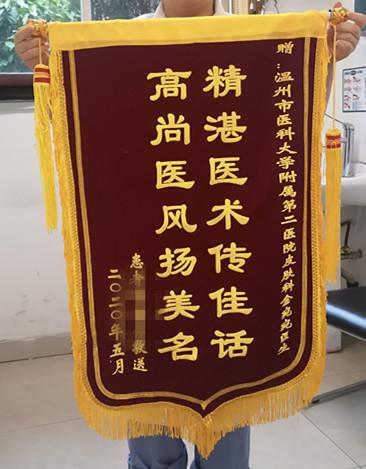 赠:温州市医科大学附属第二医院皮肤科金宛宛医生
精湛医术传佳话
高尚医风扬美名
患者 敬送
二〇二〇年五月